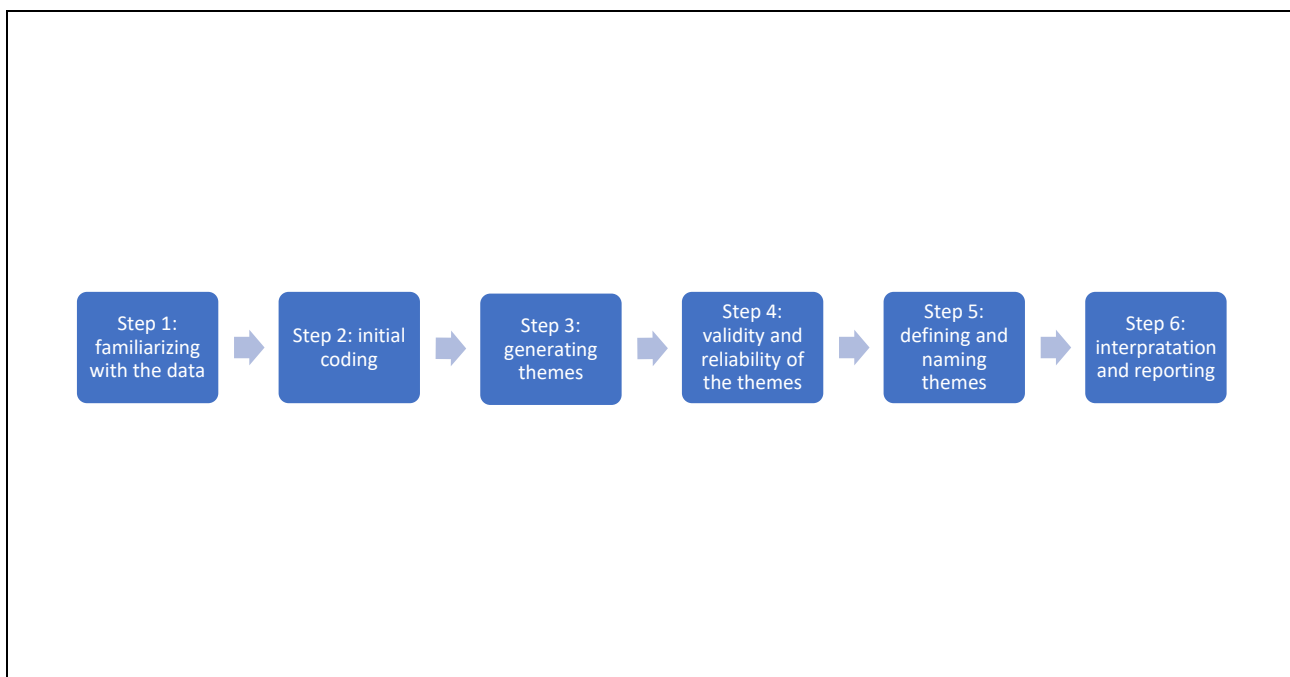 Step 1:
familiarizing
with the data
Step 2: initial
coding
Step 3:
generating
themes
Step 4:
validity and
reliability of
the themes
Step 5:
defining and
naming
themes
Step 6:
interpratation
and reporting